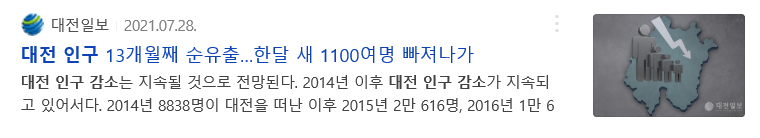 대전일보 2021.07.28.
대전 인구 13개월째 순유출...한달 새 1100여명 빠져나가
대전 인구 감소는 지속될 것으로 전망된다. 2014년 이후 대전 인구 감소가 지속되
고 있어서다. 2014년 8838명이 대전을 떠난 이후 2015년 2만 616명, 2016년 1만 6
대전일보